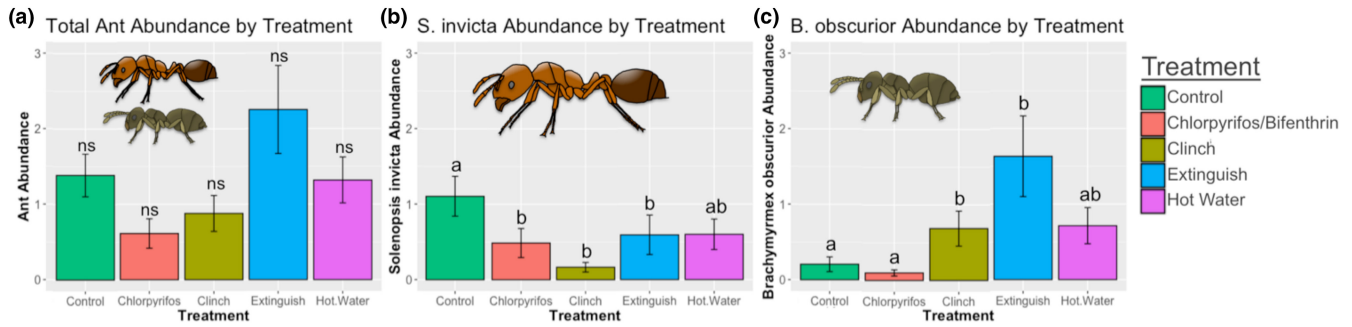 (a) Total Ant Abundance by Treatment
Ant Abundance
3
2
1
0
ns
ns
ns
ns
ns
Control
Chlorpyrifos
Clinch
Extinguish
Hot.Water
Treatment
(b) S. invicta Abundance by Treatment
Solenopsis invicta Abundance
3
2
1
0
a
b
b
b
ab
Control
Chlorpyrifos
Clinch
Extinguish
Hot.Water
Treatment
(c) B. obscurior Abundance by Treatment
Brachymyrmex obscurior Abundance
3
2
1
0
a
a
b
b
ab
Control
Chlorpyrifos
Clinch
Extinguish
Hot.Water
Treatment
Treatment
Control
Chlorpyrifos/Bifenthrin
Clinch
Extinguish
Hot Water